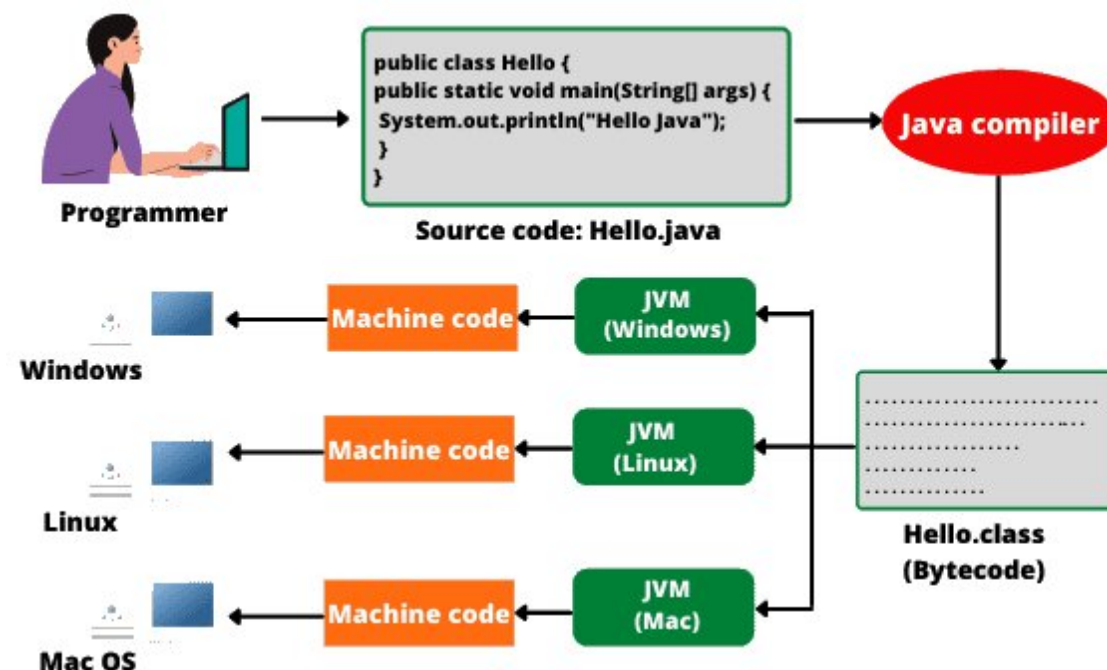 public class Hello {
public static void main(String[] args) {
System.out.println("Hello Java");
}
}
Programmer
Source code: Hello.java
Java compiler
Windows
Machine code
JVM
(Windows)
Linux
Machine code
JVM
(Linux)
Hello.class
(Bytecode)
Mac OS
Machine code
JVM
(Mac)